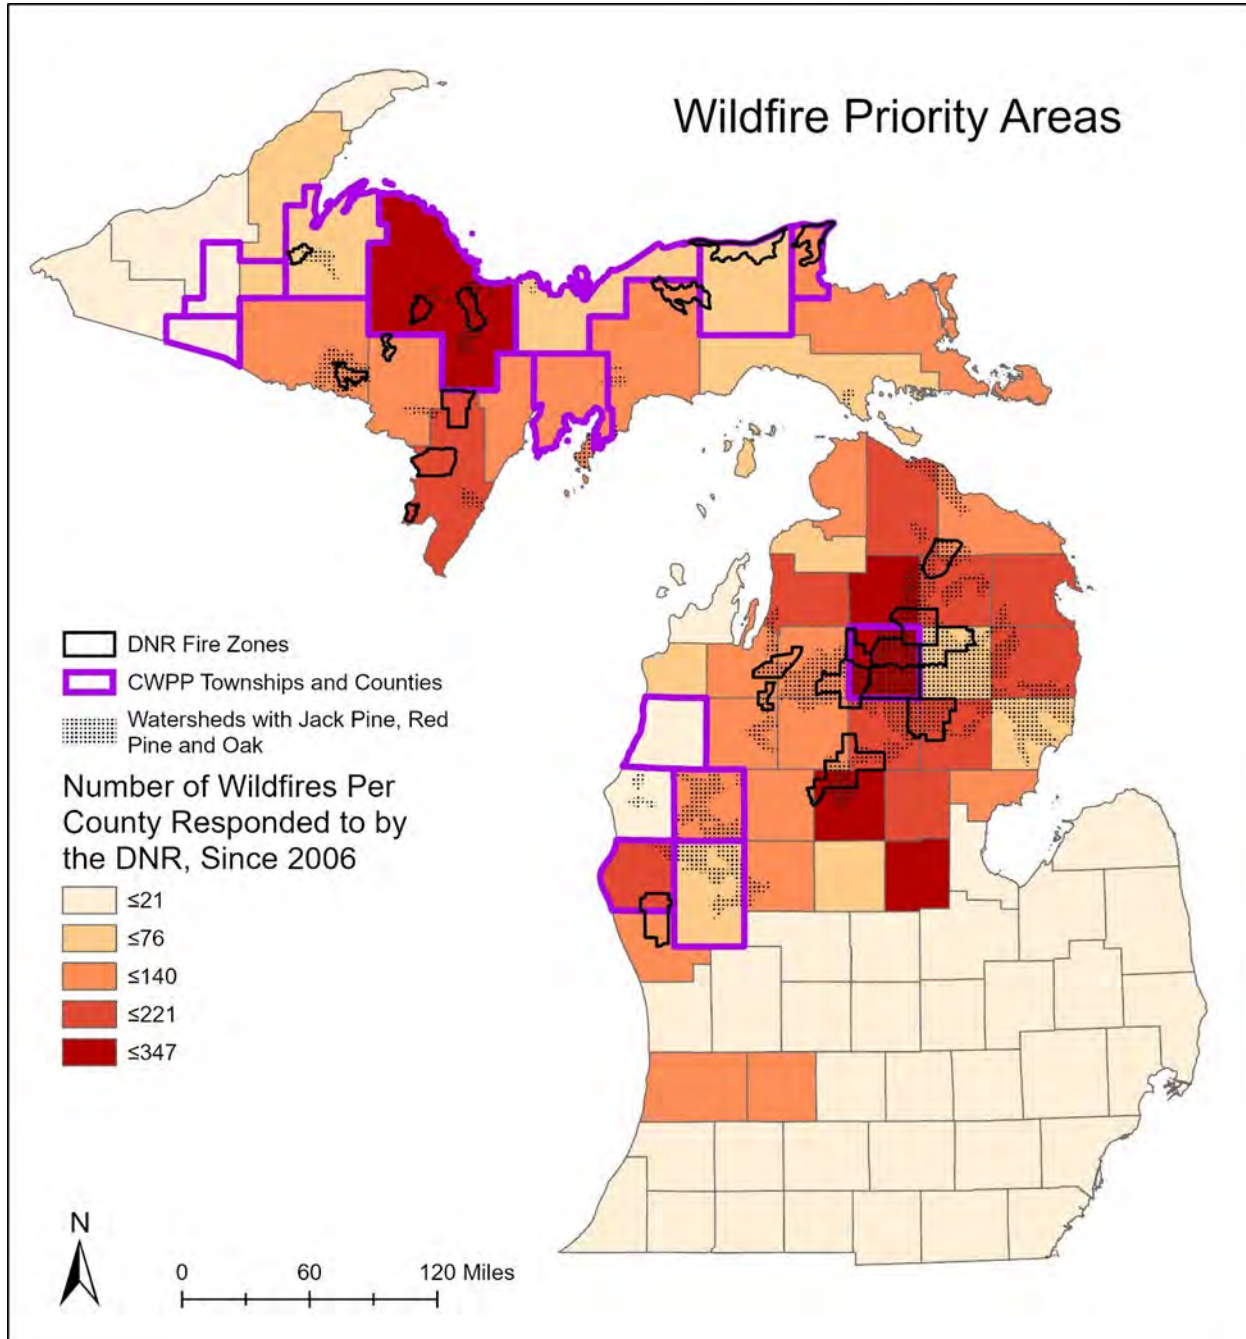 Wildfire Priority Areas
DNR Fire Zones
CWPP Townships and Counties
Watersheds with Jack Pine, Red
Pine and Oak
Number of Wildfires Per
County Responded to by
the DNR, Since 2006
≤21
≤76
≤140
≤221
≤347
N
0 60 120 Miles